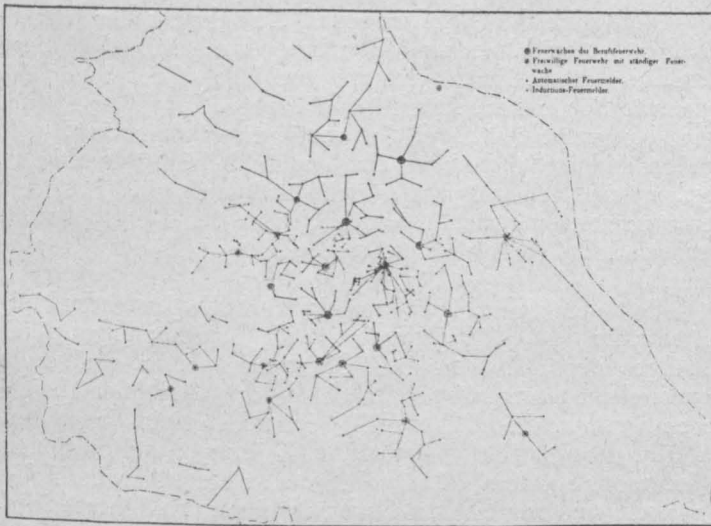 Feuerwachen der Berufsfeuerwehr.
Freiwillige Feuerwehr mit ständiger Feuer-
wache
Automatischer Feuermelder.
Induktions-Feuermelder.